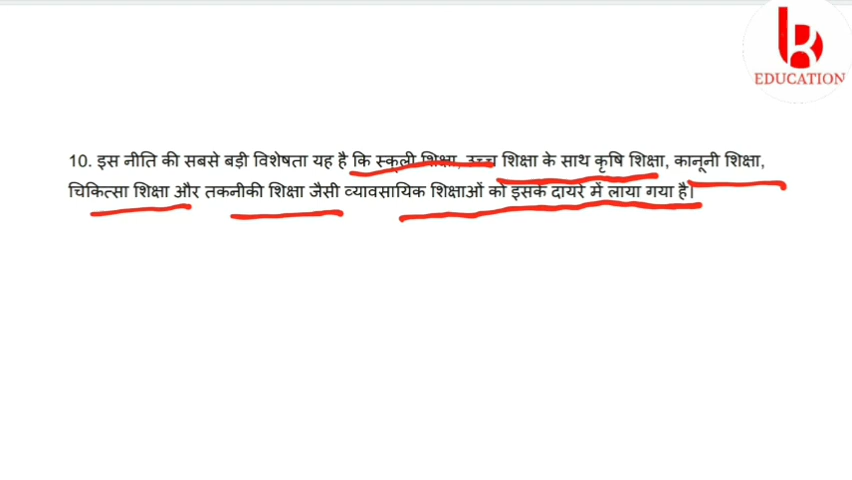 EDUCATION
10. इस नीति की सबसे बड़ी विशेषता यह है कि स्कूली शिक्षा, उच्च शिक्षा के साथ कृषि शिक्षा, कानूनी शिक्षा,
चिकित्सा शिक्षा और तकनीकी शिक्षा जैसी व्यावसायिक शिक्षाओं को इसके दायरे में लाया गया है।